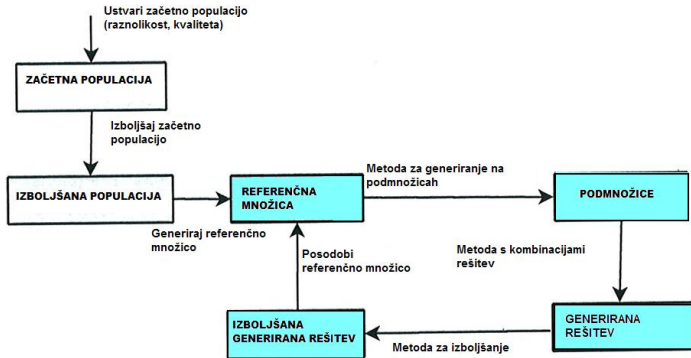 Ustvari začetno populacijo
(raznolikost, kvaliteta)
ZAČETNA POPULACIJA
Izboljšaj začetno
populacijo
IZBOLJŠANA POPULACIJA
Generiraj referenčno
množico
REFERENČNA
MNOŽICA
Metoda za generiranje na
podmnožicah
PODMNOŽICE
Metoda s kombinacijami
rešitev
GENERIRANA
REŠITEV
Metoda za izboljšanje
IZBOLJŠANA
GENERIRANA REŠITEV
Posodobi
referenčno množico